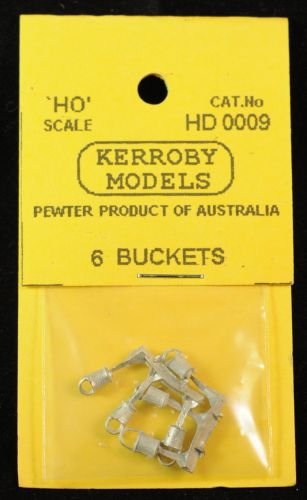 'HO'
SCALE
CAT.No
HD 0009
KERROBY
MODELS
PEWTER PRODUCT OF AUSTRALIA
6 BUCKETS